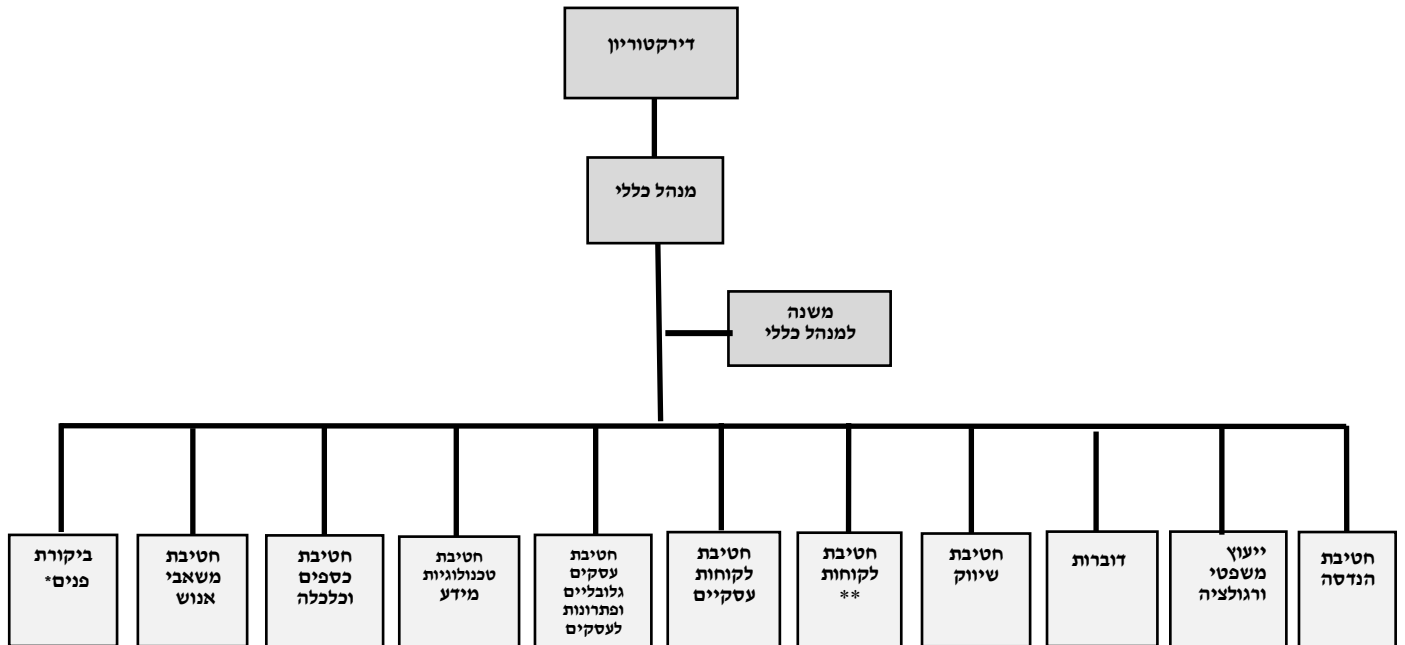 דירקטוריון
מנהל כללי
משנה
למנהל כללי
חטיבת
הנדסה
ייעוץ
משפטי
ורגולציה
דוברות
חטיבת
שיווק
חטיבת
לקוחות
**
חטיבת
לקוחות
עסקיים
חטיבת
עסקים
גלובליים
ופתרונות
לעסקים
חטיבת
טכנולוגיות
מידע
חטיבת
כספים
וכלכלה
חטיבת
משאבי
אנוש
ביקורת
פנים*